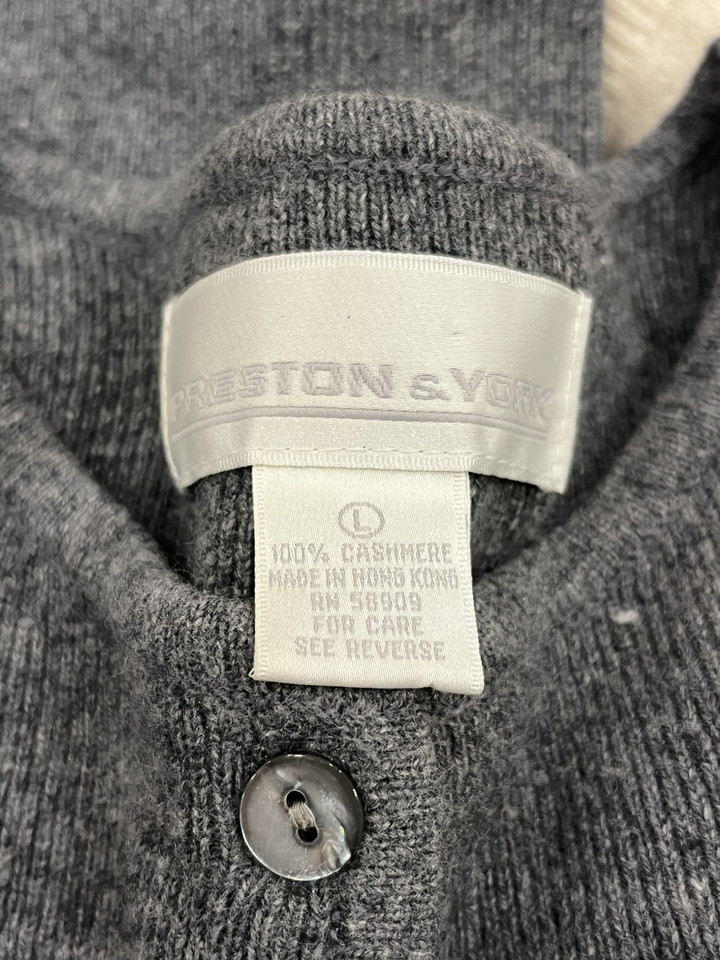 PRESTON & YORK
L
100% CASHMERE
MADE IN HONG KONG
RN 58909
FOR CARE
SEE REVERSE